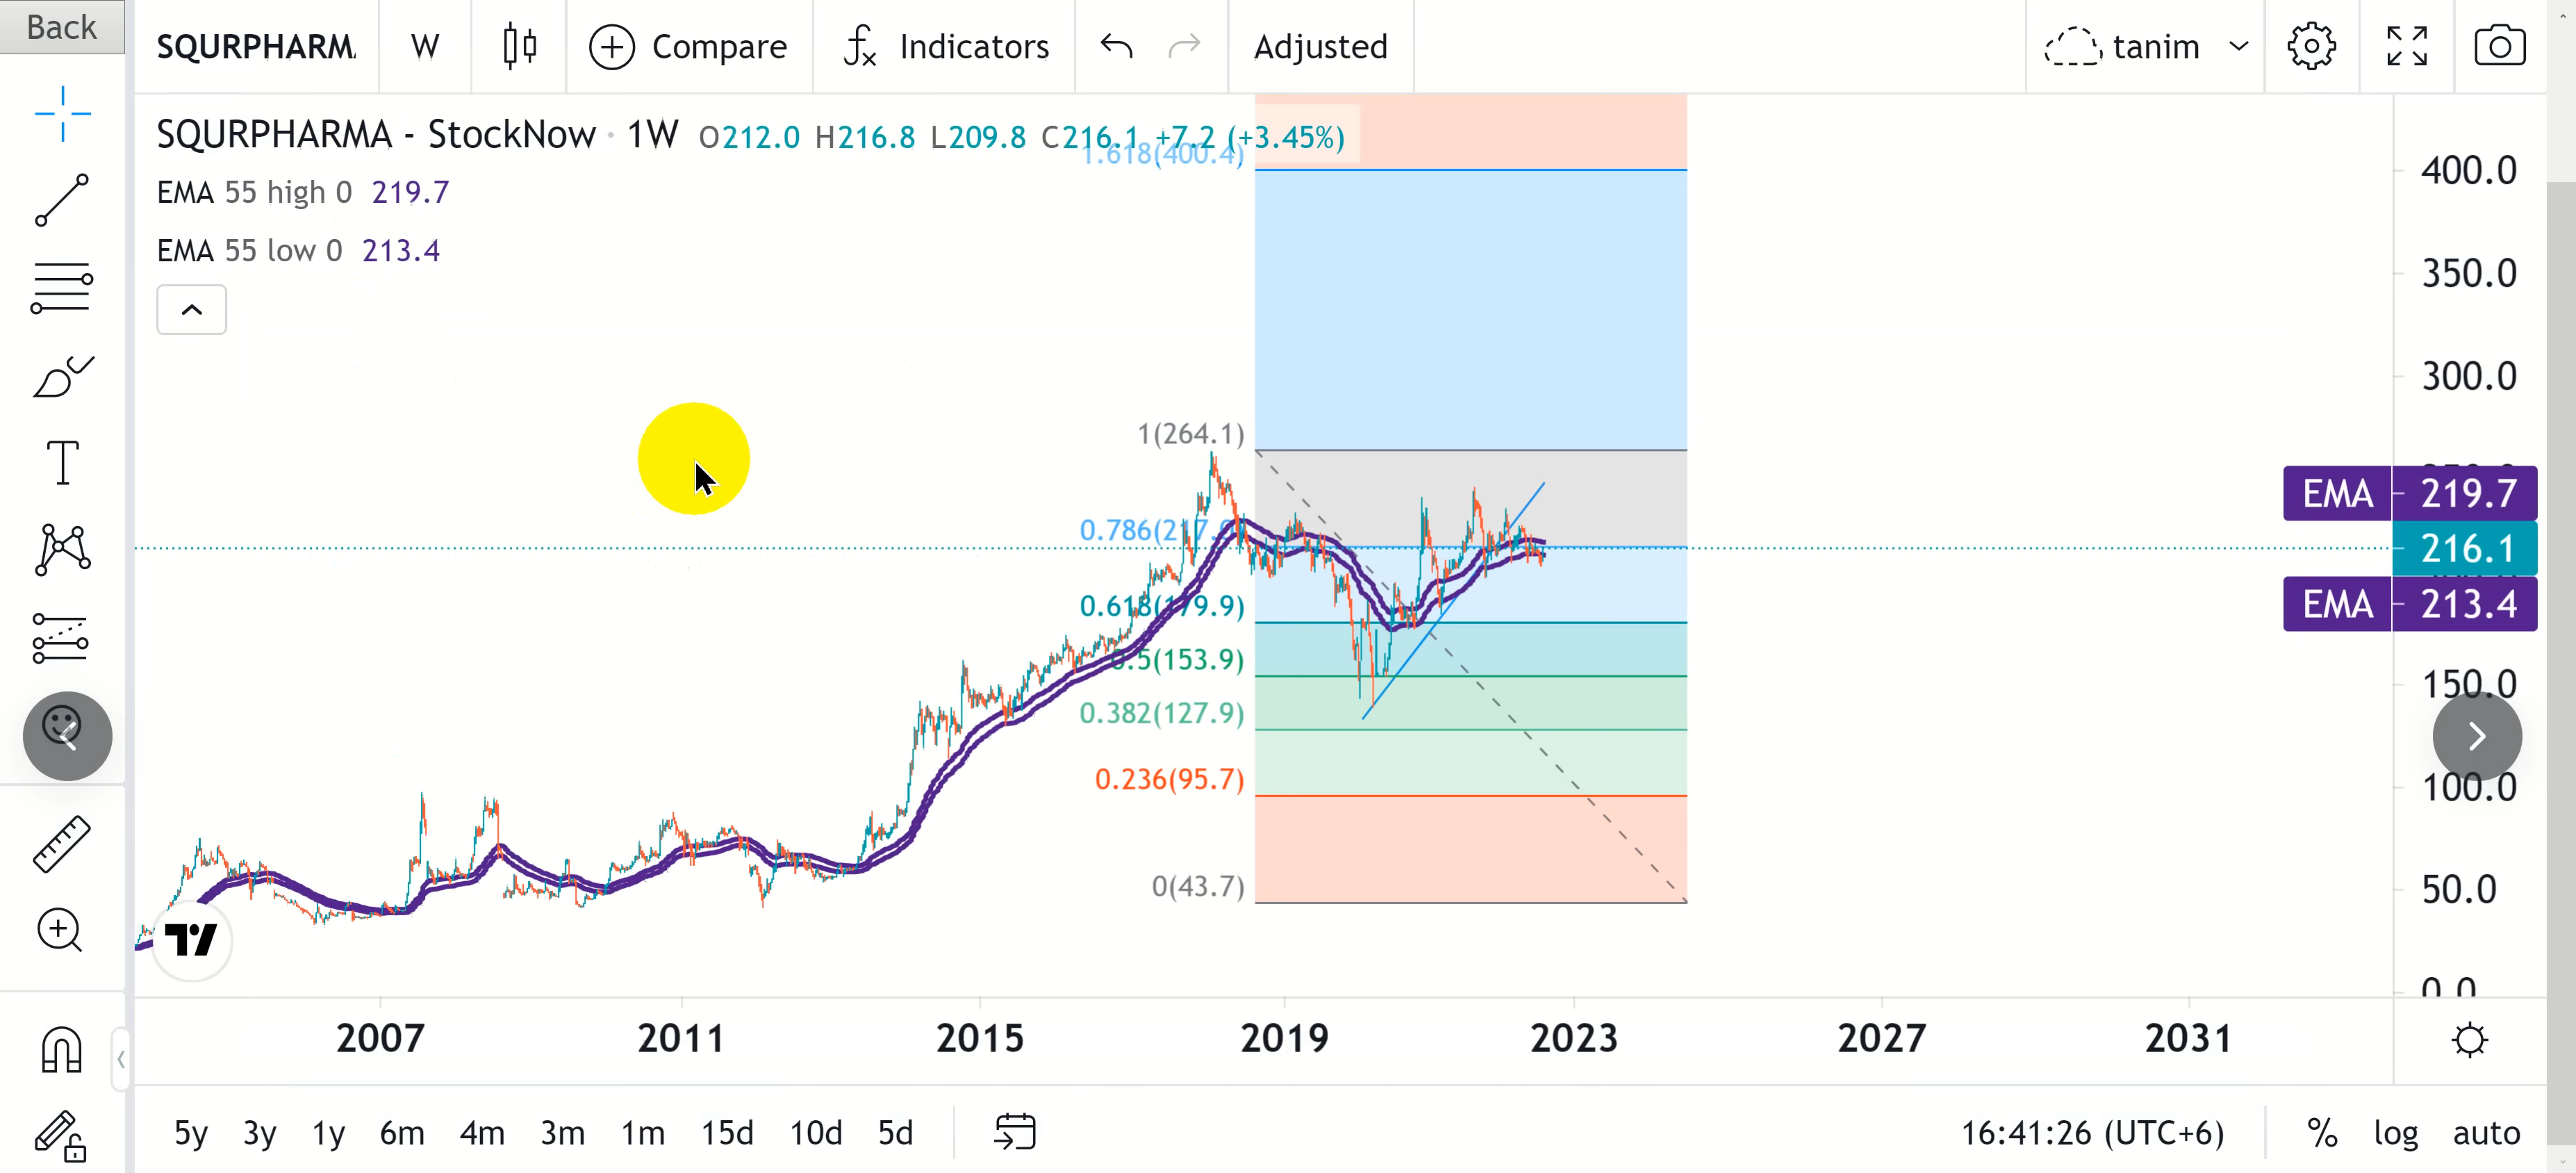 Back
SQURPHARMA W Compare Indicators Adjusted tanim
SQURPHARMA - StockNow · 1W O212.0 H216.8 L209.8 C216.1 +7.2 (+3.45%)
EMA 55 high 0 219.7
EMA 55 low 0 213.4
1.618(400.4)
1(264.1)
0.786(217.9)
0.618(179.9)
0.5(153.9)
0.382(127.9)
0.236(95.7)
0(43.7)
400.0
350.0
300.0
EMA 219.7
216.1
EMA 213.4
150.0
100.0
50.0
0.0
2007 2011 2015 2019 2023 2027 2031
5y 3y 1y 6m 4m 3m 1m 15d 10d 5d 16:41:26 (UTC+6) % log auto